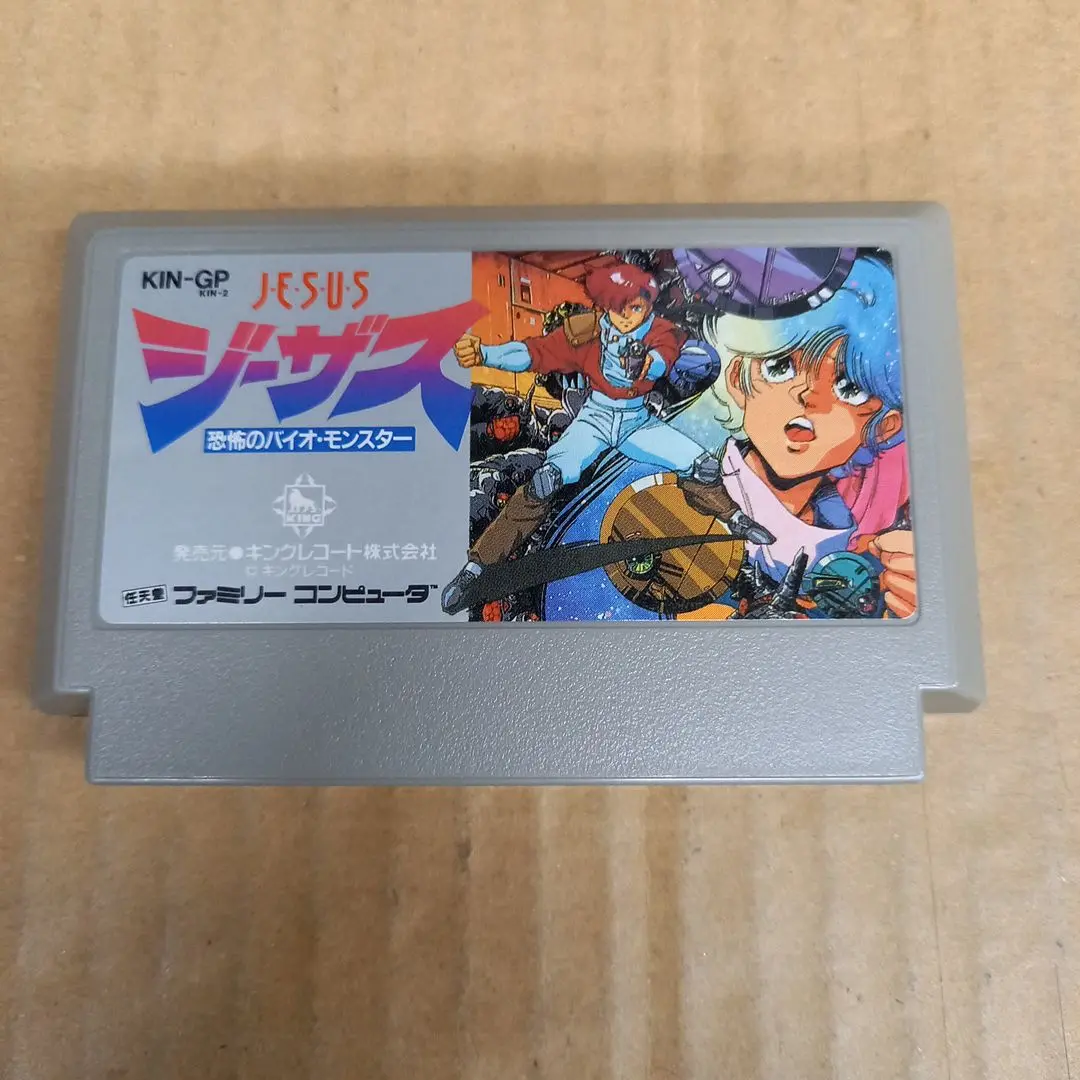 KIN-GP
KIN-2
J·E·S·U·S
ジーザス
恐怖のバイオ・モンスター
KING
発売元●キングレコード株式会社
© キングレコード
任天堂 ファミリー コンピュータ™